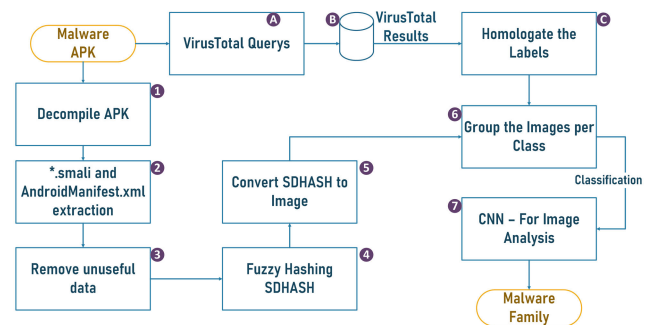 Malware
APK
A
VirusTotal Querys
B
VirusTotal
Results
C
Homologate the
Labels
1
Decompile APK
2
*.smali and
AndroidManifest.xml
extraction
3
Remove unuseful
data
4
Fuzzy Hashing
SDHASH
5
Convert SDHASH to
Image
6
Group the Images per
Class
Classification
7
CNN – For Image
Analysis
Malware
Family